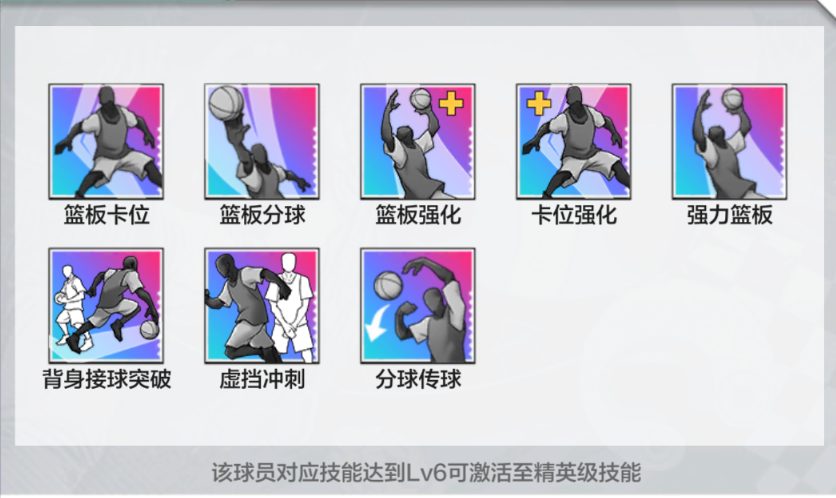 篮板卡位 篮板分球 篮板强化 卡位强化 强力篮板
背身接球突破 虚挡冲刺 分球传球
该球员对应技能达到Lv6可激活至精英级技能